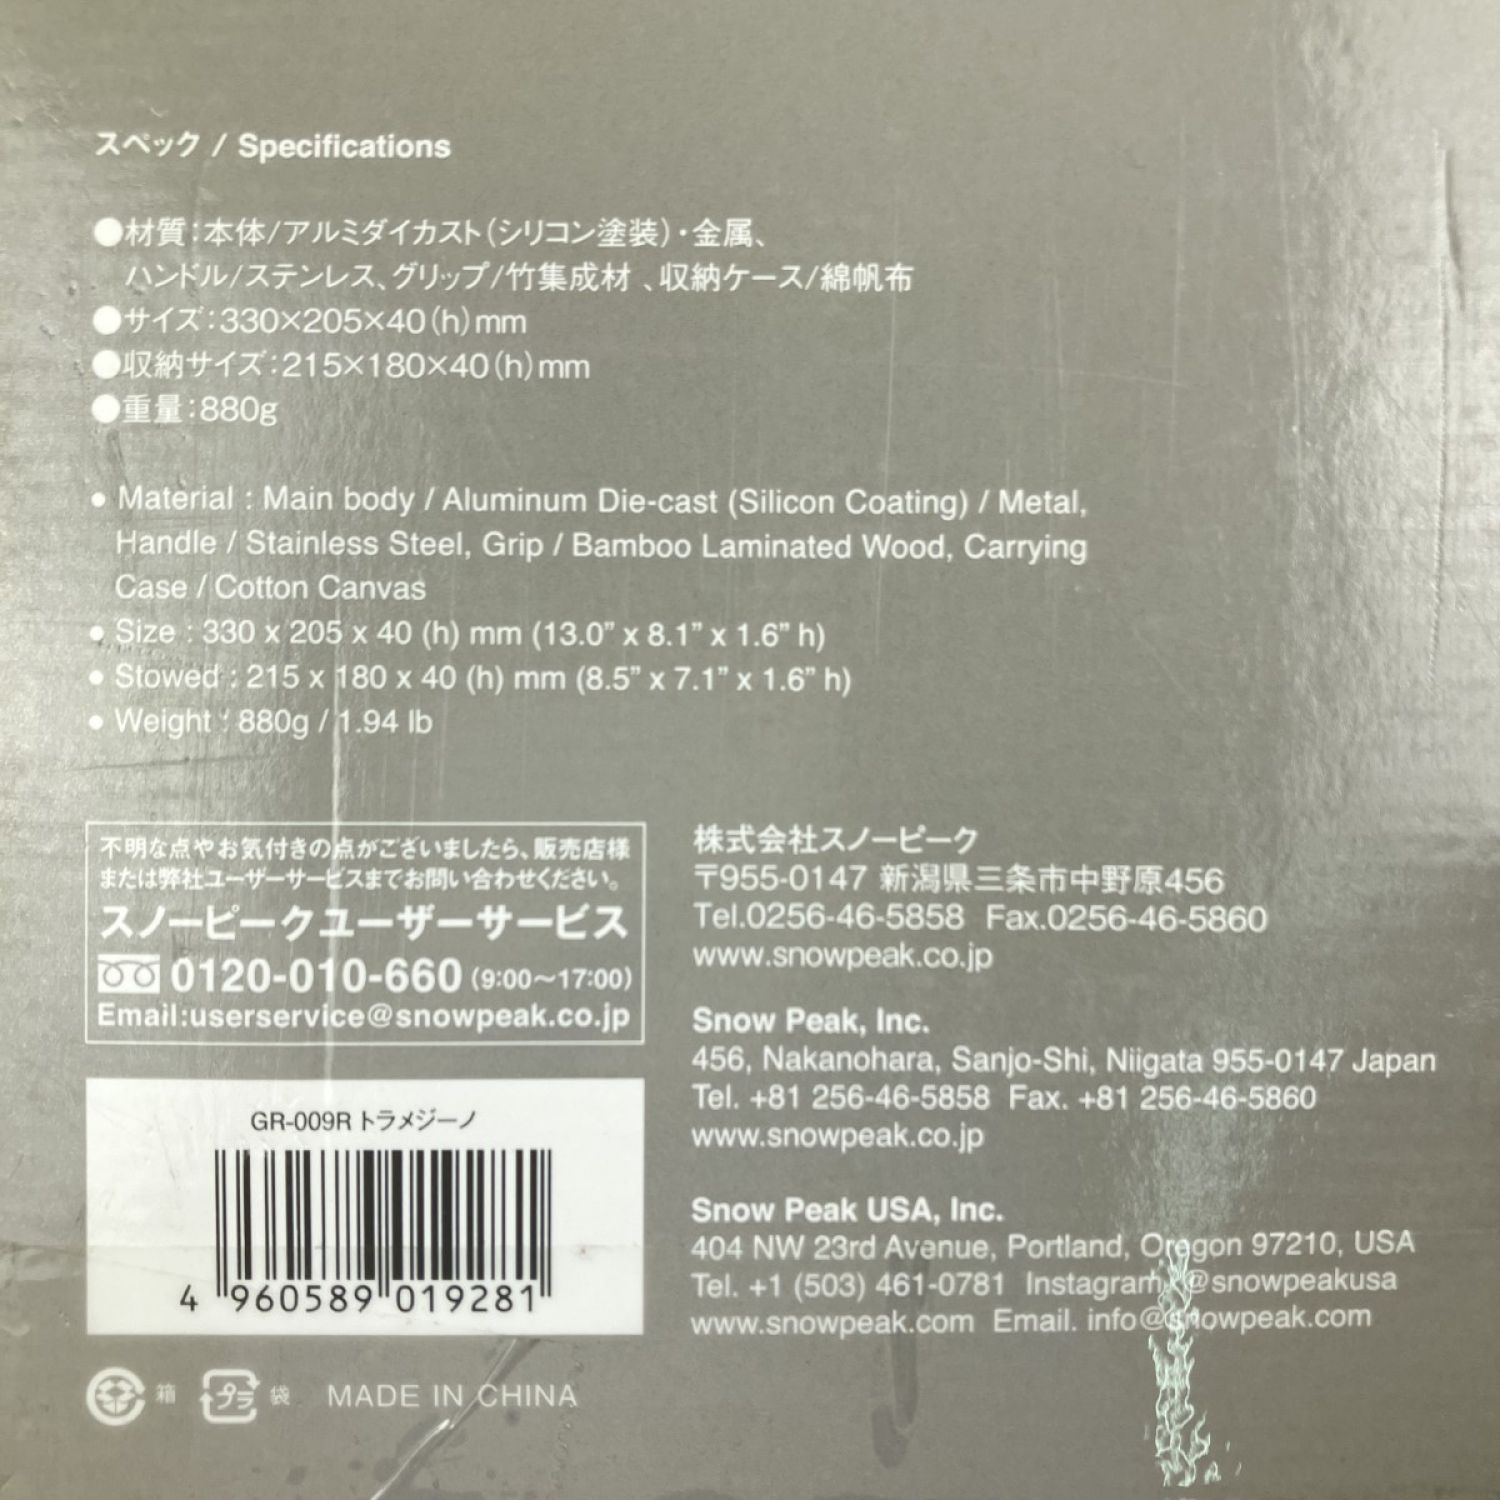 スペック / Specifications
●材質:本体/アルミダイカスト(シリコン塗装)・金属、
ハンドル/ステンレス、グリップ/竹集成材 、収納ケース/綿帆布
●サイズ:330×205×40(h)mm
●収納サイズ:215×180×40(h)mm
●重量:880g
• Material : Main body / Aluminum Die-cast (Silicon Coating) / Metal,
Handle / Stainless Steel, Grip / Bamboo Laminated Wood, Carrying
Case / Cotton Canvas
• Size : 330 x 205 x 40 (h) mm (13.0” x 8.1” x 1.6” h)
• Stowed : 215 x 180 x 40 (h) mm (8.5” x 7.1” x 1.6” h)
• Weight : 880g / 1.94 lb
不明な点やお気付きの点がございましたら、販売店様
または弊社ユーザーサービスまでお問い合わせください。
スノーピークユーザーサービス
0120-010-660 (9:00〜17:00)
Email:userservice@snowpeak.co.jp
GR-009R トラメジーノ
4 960589 019281
箱 プラ 袋 MADE IN CHINA
株式会社スノーピーク
〒955-0147 新潟県三条市中野原456
Tel.0256-46-5858 Fax.0256-46-5860
www.snowpeak.co.jp
Snow Peak, Inc.
456, Nakanohara, Sanjo-Shi, Niigata 955-0147 Japan
Tel. +81 256-46-5858 Fax. +81 256-46-5860
www.snowpeak.co.jp
Snow Peak USA, Inc.
404 NW 23rd Avenue, Portland, Oregon 97210, USA
Tel. +1 (503) 461-0781 Instagram. @snowpeakusa
www.snowpeak.com Email. info@snowpeak.com